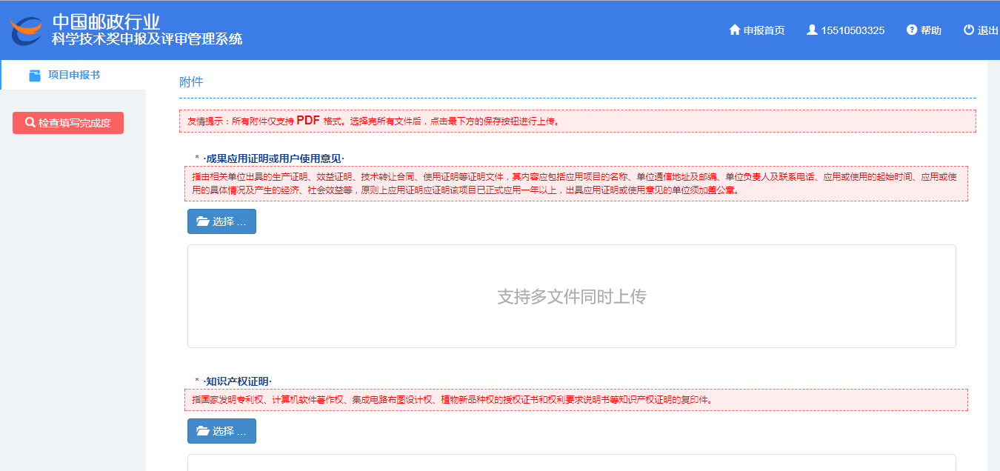 中国邮政行业
科学技术奖申报及评审管理系统
申报首页
15510503325
帮助
退出
项目申报书
检查填写完成度
附件
友情提示：所有附件仅支持 PDF 格式。选择完所有文件后，点击最下方的保存按钮进行上传。
* ·成果应用证明或用户使用意见·
指由相关单位出具的生产证明、效益证明、技术转让合同、使用证明等证明文件，其内容应包括应用项目的名称、单位通信地址及邮编、单位负责人及联系电话、应用或使用的起始时间、应用或使
用的具体情况及产生的经济、社会效益等，原则上应用证明应证明该项目已正式应用一年以上，出具应用证明或使用意见的单位须加盖公章。
选择 ...
支持多文件同时上传
* ·知识产权证明·
指国家发明专利权、计算机软件著作权、集成电路布图设计权、植物新品种权的授权证书和权利要求说明书等知识产权证明的复印件。
选择 ...